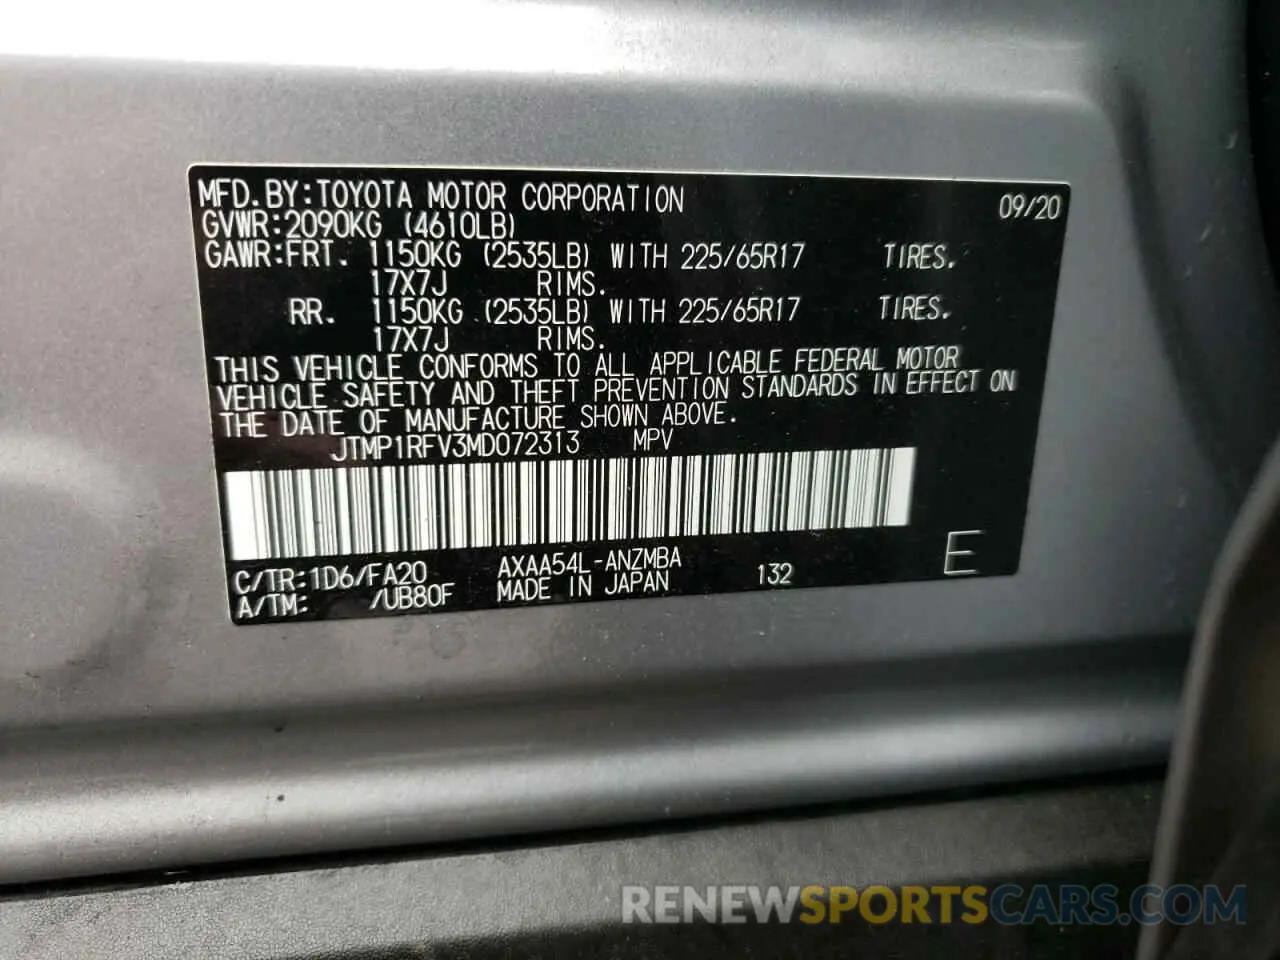 MFD.BY:TOYOTA MOTOR CORPORATION 09/20
GVWR:2090KG (4610LB)
GAWR:FRT. 1150KG (2535LB) WITH 225/65R17 TIRES.
17X7J RIMS.
RR. 1150KG (2535LB) WITH 225/65R17 TIRES.
17X7J RIMS.
THIS VEHICLE CONFORMS TO ALL APPLICABLE FEDERAL MOTOR
VEHICLE SAFETY AND THEFT PREVENTION STANDARDS IN EFFECT ON
THE DATE OF MANUFACTURE SHOWN ABOVE.
JTMP1RFV3MD072313 MPV
C/TR:1D6/FA20 AXAA54L-ANZMBA 132 E
A/TM: /UB80F MADE IN JAPAN
RENEWSPORTSCARS.COM